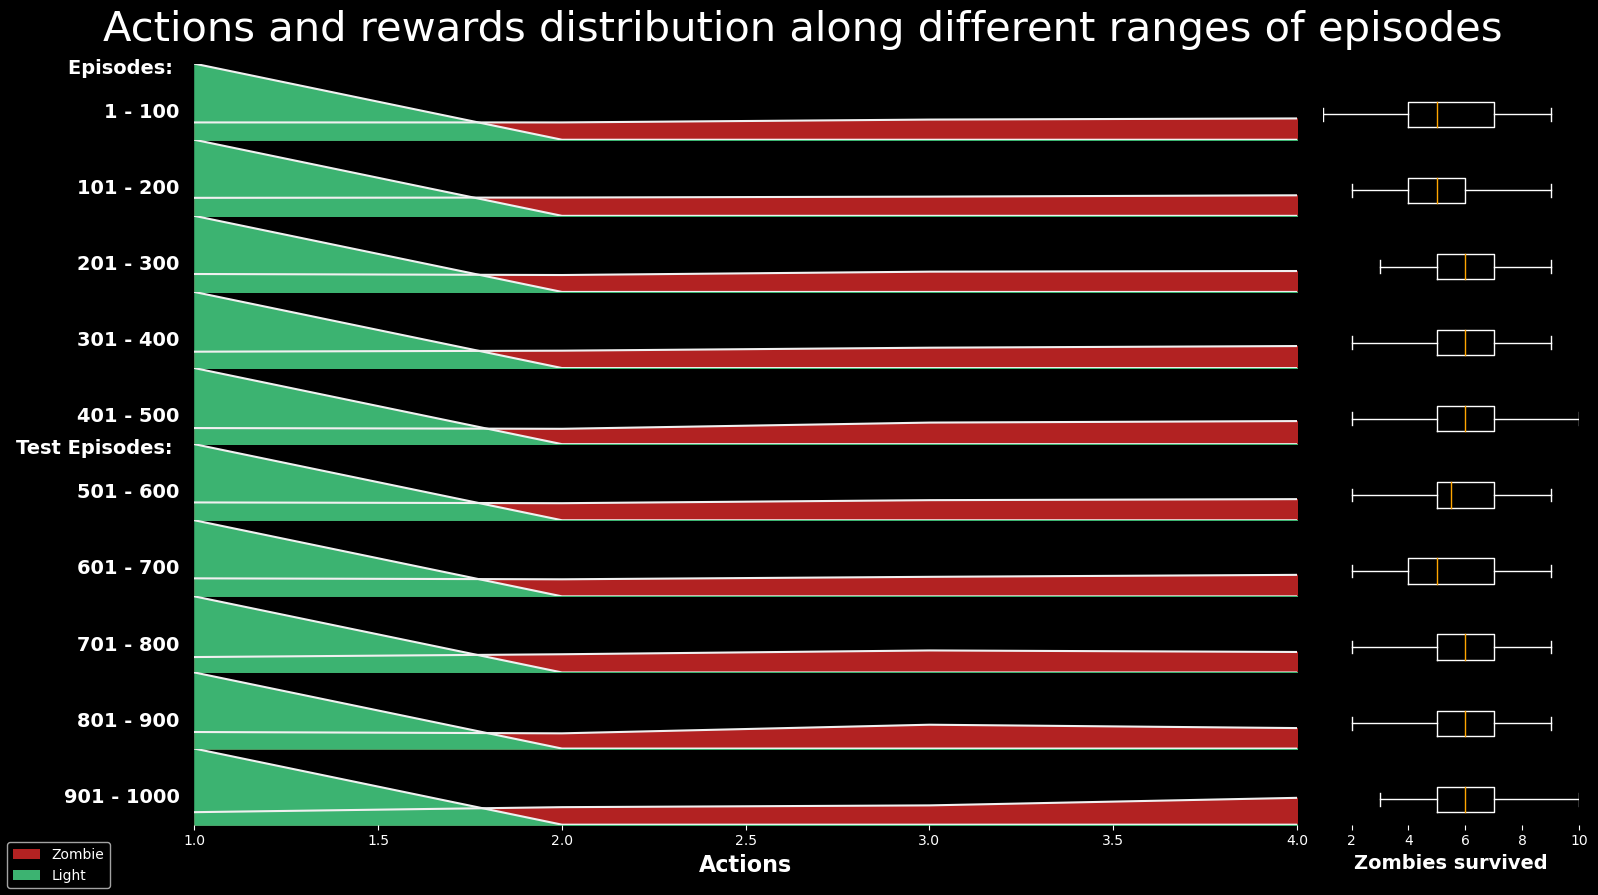 Actions and rewards distribution along different ranges of episodes
Episodes:
1 - 100
101 - 200
201 - 300
301 - 400
401 - 500
Test Episodes:
501 - 600
601 - 700
701 - 800
801 - 900
901 - 1000
1.0 1.5 2.0 2.5 3.0 3.5 4.0
Actions
2 4 6 8 10
Zombies survived
Zombie
Light